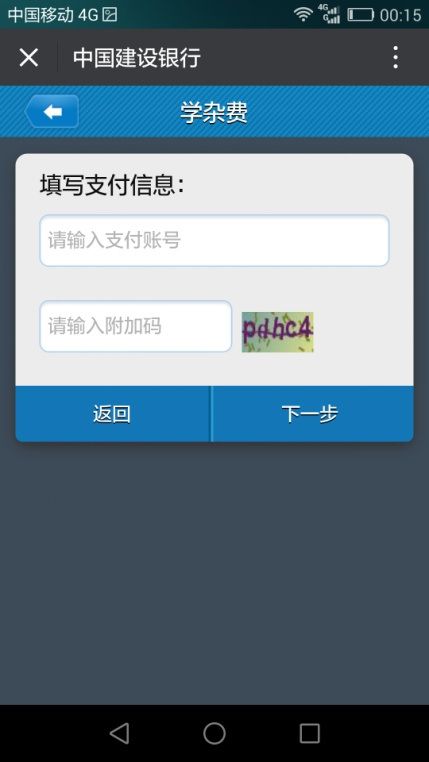 中国移动 4G 4G G 00:15
中国建设银行
学杂费
填写支付信息：
请输入支付账号
请输入附加码 pdhc4
返回 下一步